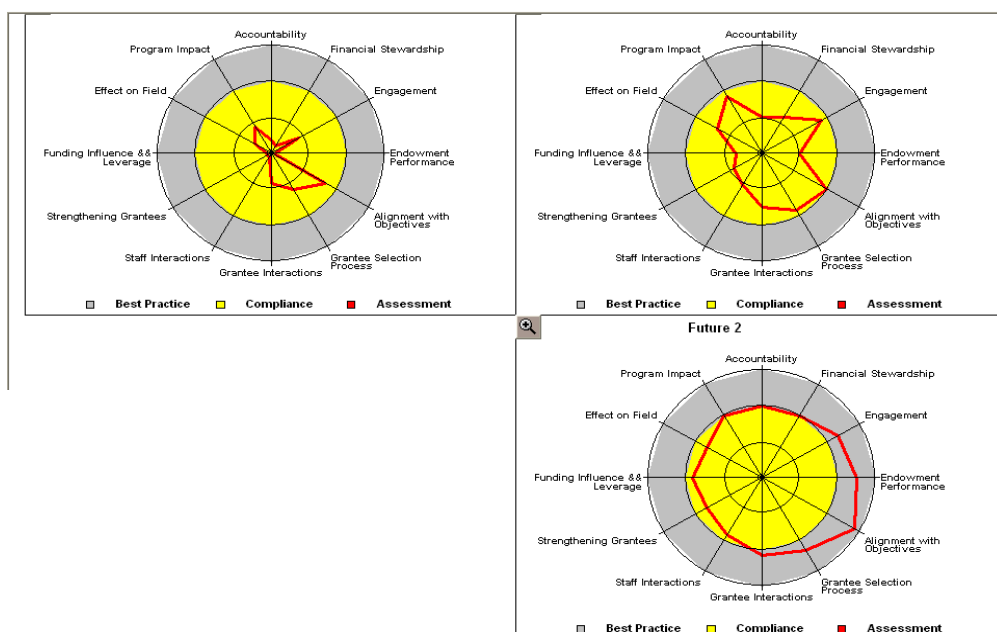 Accountability
Program Impact
Financial Stewardship
Effect on Field
Engagement
Funding Influence &&
Leverage
Endowment
Performance
Strengthening Grantees
Alignment with
Objectives
Staff Interactions
Grantee Selection
Process
Grantee Interactions
Best Practice Compliance Assessment
Accountability
Program Impact
Financial Stewardship
Effect on Field
Engagement
Funding Influence &&
Leverage
Endowment
Performance
Strengthening Grantees
Alignment with
Objectives
Staff Interactions
Grantee Selection
Process
Grantee Interactions
Best Practice Compliance Assessment
Future 2
Accountability
Program Impact
Financial Stewardship
Effect on Field
Engagement
Funding Influence &&
Leverage
Endowment
Performance
Strengthening Grantees
Alignment with
Objectives
Staff Interactions
Grantee Selection
Process
Grantee Interactions
Best Practice Compliance Assessment